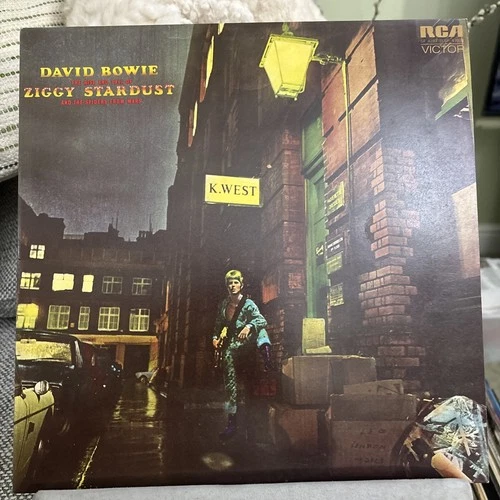 DAVID BOWIE
THE RISE AND FALL OF
ZIGGY STARDUST
AND THE SPIDERS FROM MARS
RCA
VICTOR
K.WEST